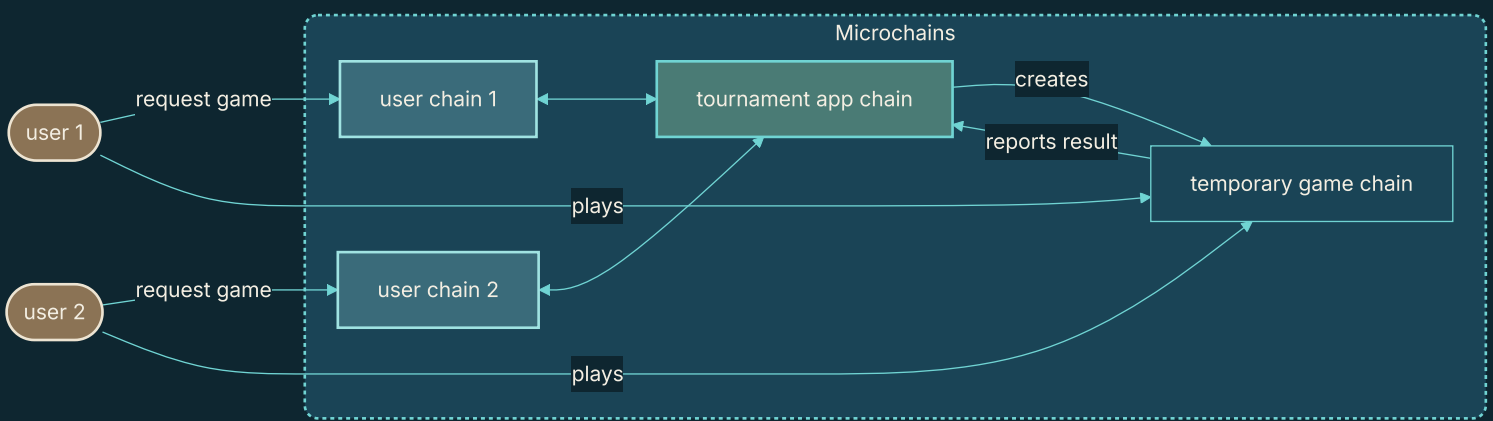 Microchains
user 1
request game
user chain 1
tournament app chain
creates
reports result
temporary game chain
plays
user 2
request game
user chain 2
plays